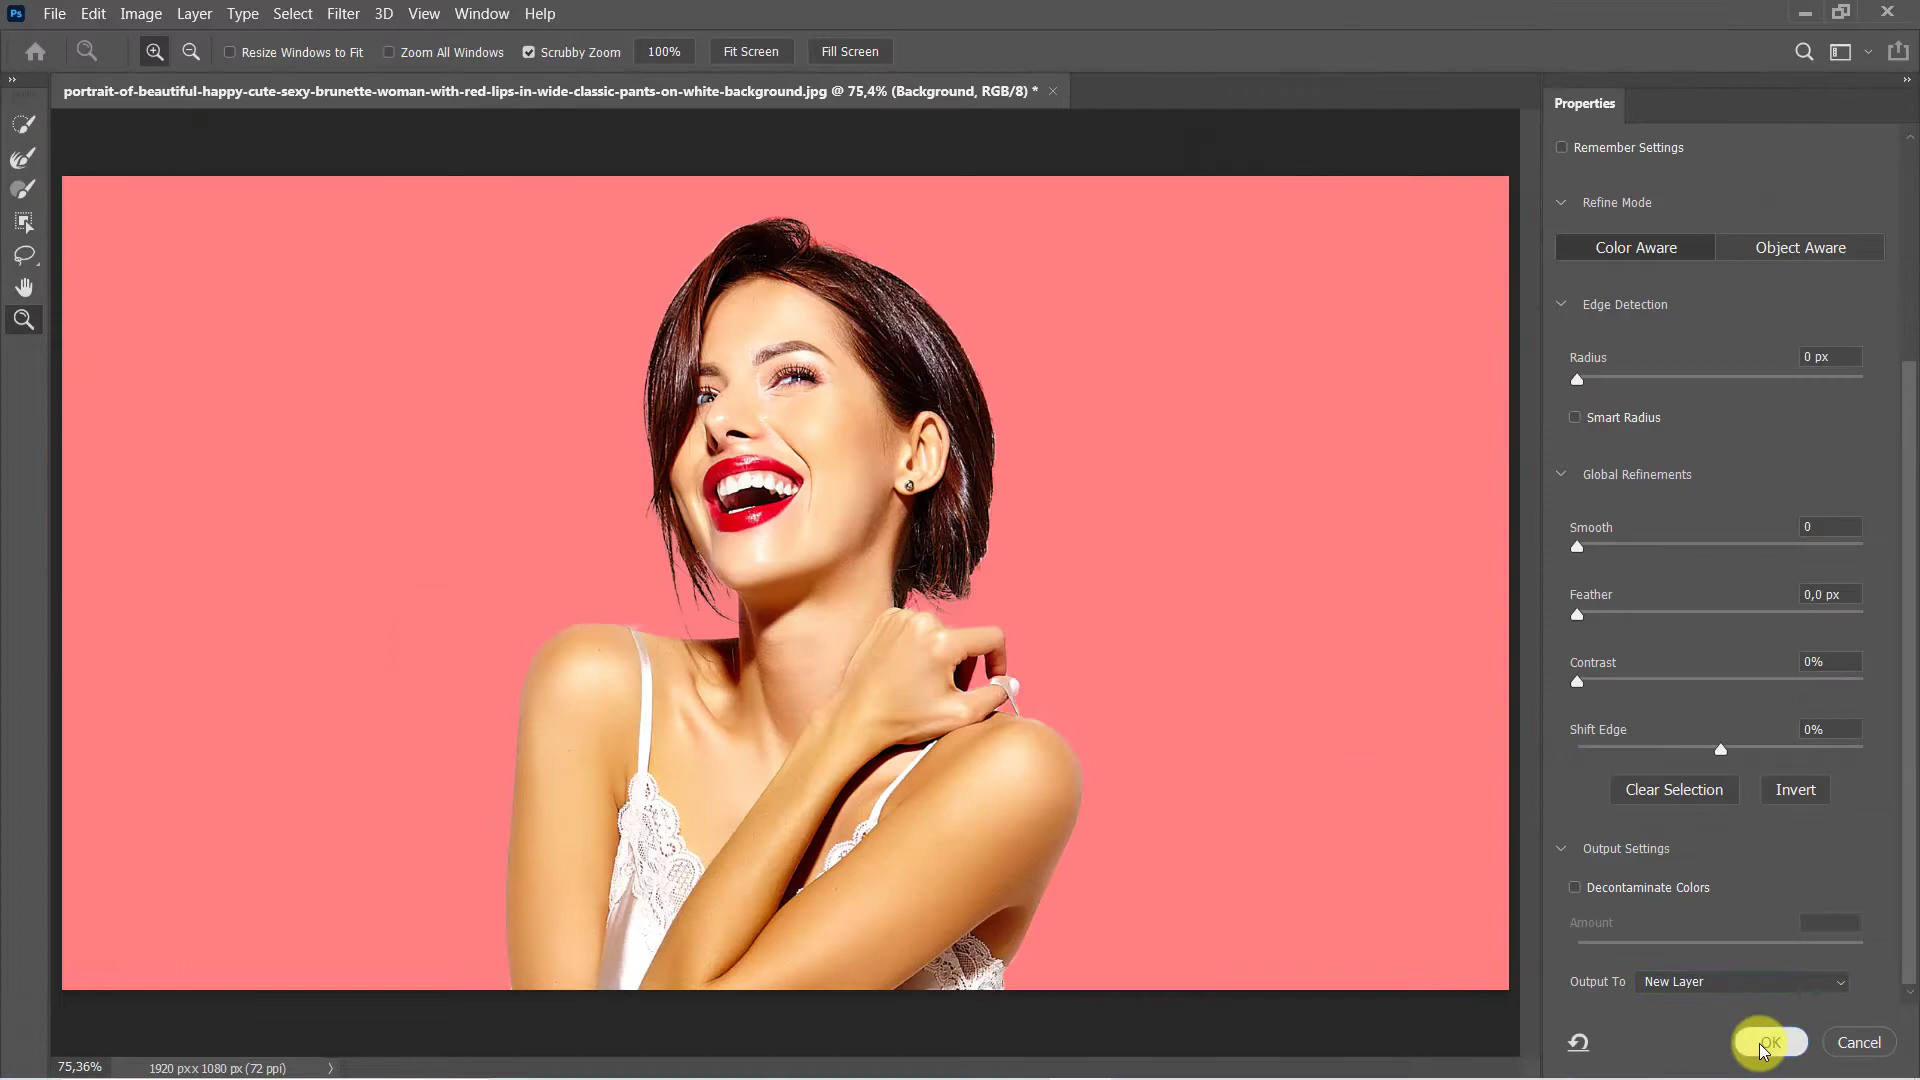 Ps File Edit Image Layer Type Select Filter 3D View Window Help
Resize Windows to Fit Zoom All Windows Scrubby Zoom 100% Fit Screen Fill Screen
portrait-of-beautiful-happy-cute-sexy-brunette-woman-with-red-lips-in-wide-classic-pants-on-white-background.jpg @ 75,4% (Background, RGB/8) *
Properties
Remember Settings
Refine Mode
Color Aware Object Aware
Edge Detection
Radius 0 px
Smart Radius
Global Refinements
Smooth 0
Feather 0,0 px
Contrast 0%
Shift Edge 0%
Clear Selection Invert
Output Settings
Decontaminate Colors
Amount
Output To New Layer
OK Cancel
75,36% 1920 px x 1080 px (72 ppi)